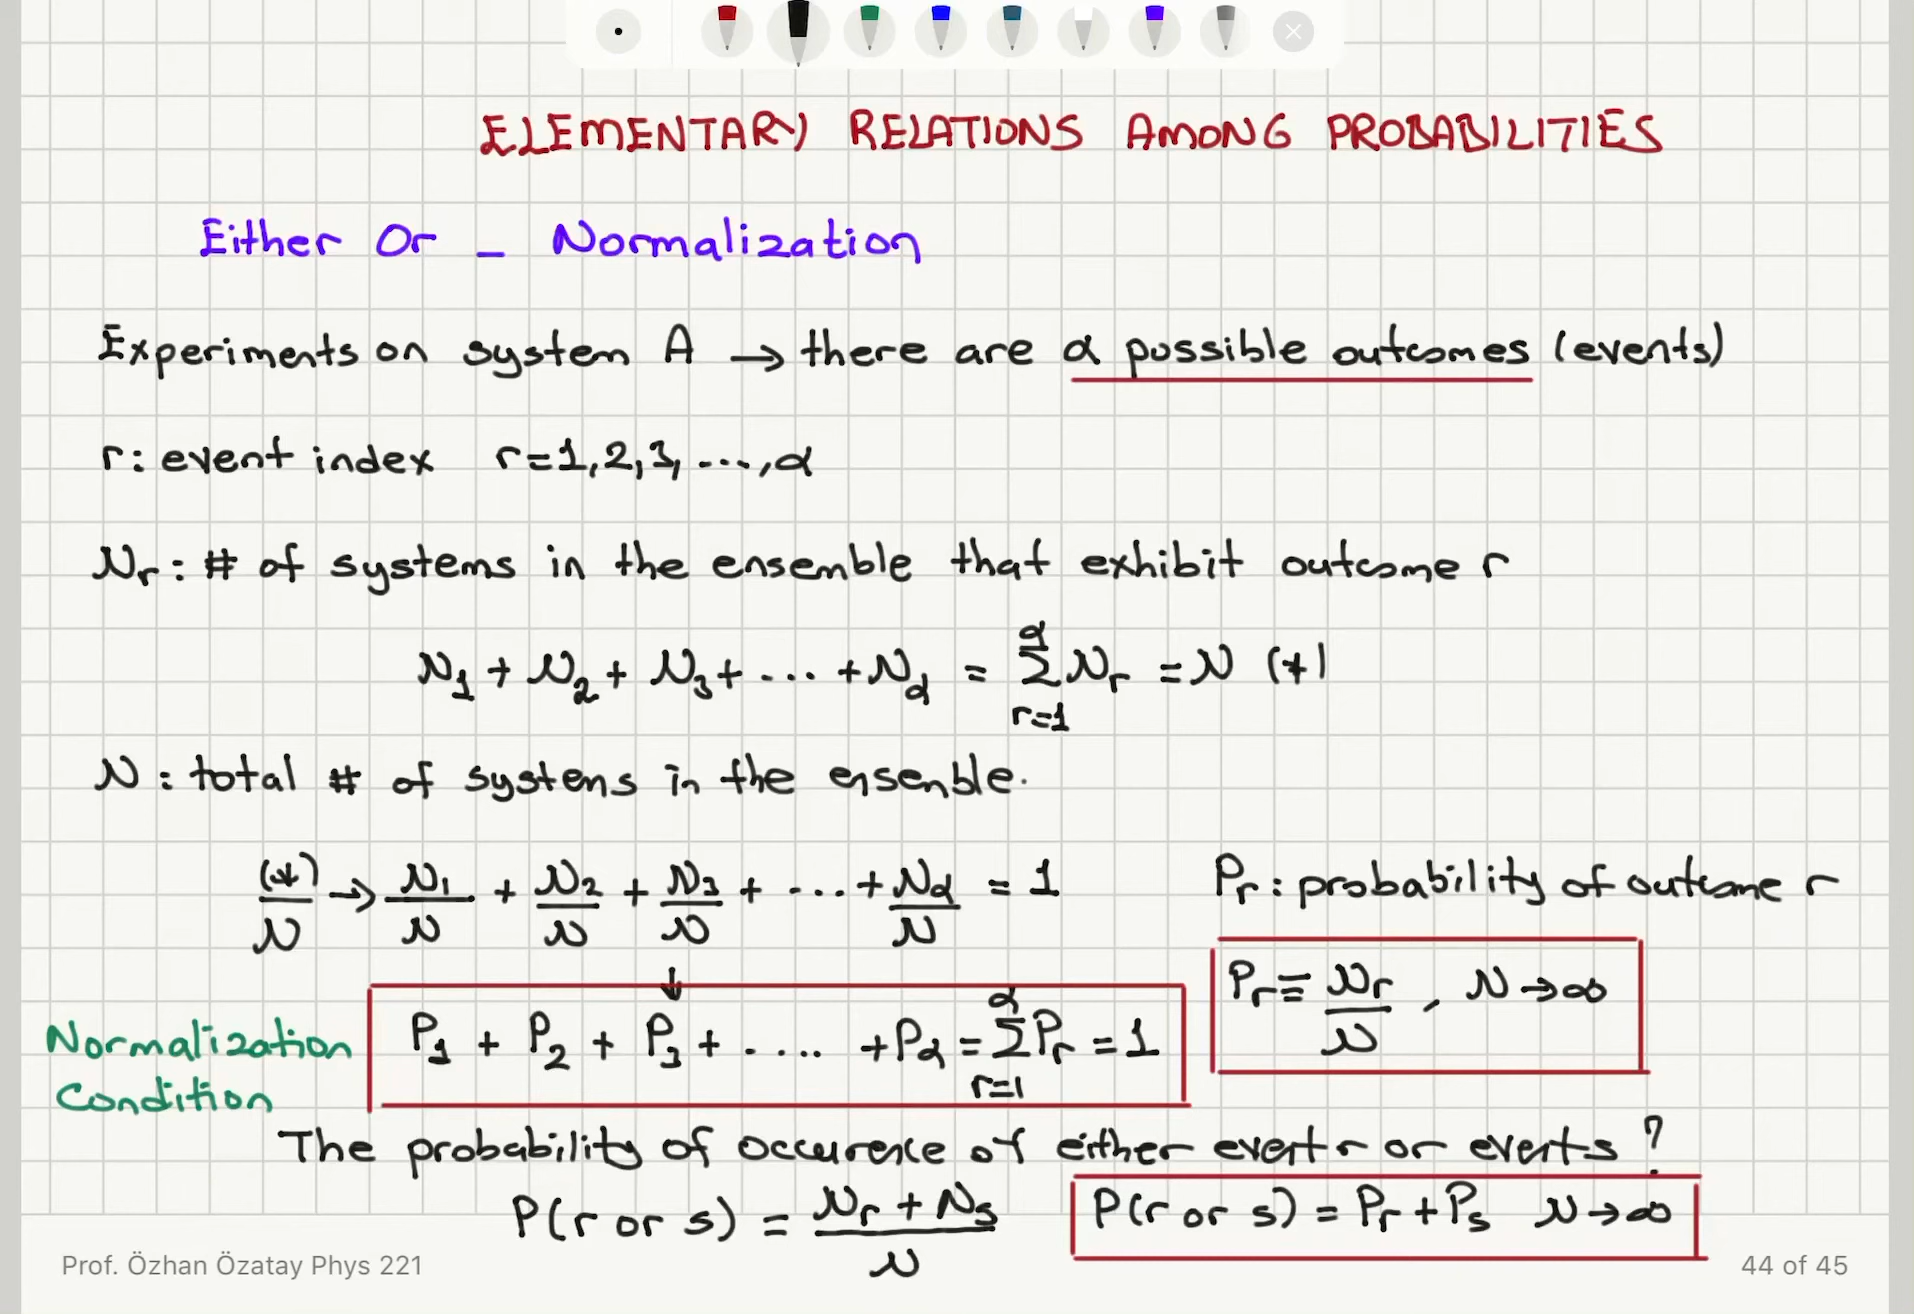 ELEMENTARY RELATIONS AMONG PROBABILITIES
Either Or _ Normalization
Experiments on system A → there are α possible outcomes (events)
r: event index r=1,2,3, ...,α
Nr: # of systems in the ensemble that exhibit outcome r
N₁ + N₂ + N₃ + ... + Nα = Σ_{r=1}^{α} Nr = N (*)
N: total # of systens in the ensenble.
(*)/N → N₁/N + N₂/N + N₃/N + ... + Nα/N = 1
Pr: probability of outcome r
Pr ≡ Nr/N, N→∞
Normalization Condition
P₁ + P₂ + P₃ + .... + Pα = Σ_{r=1}^{α} Pr = 1
The probability of occurence of either event r or event s?
P(r or s) = (Nr + Ns)/N
P(r or s) = Pr + Ps N→∞
Prof. Özhan Özatay Phys 221
44 of 45